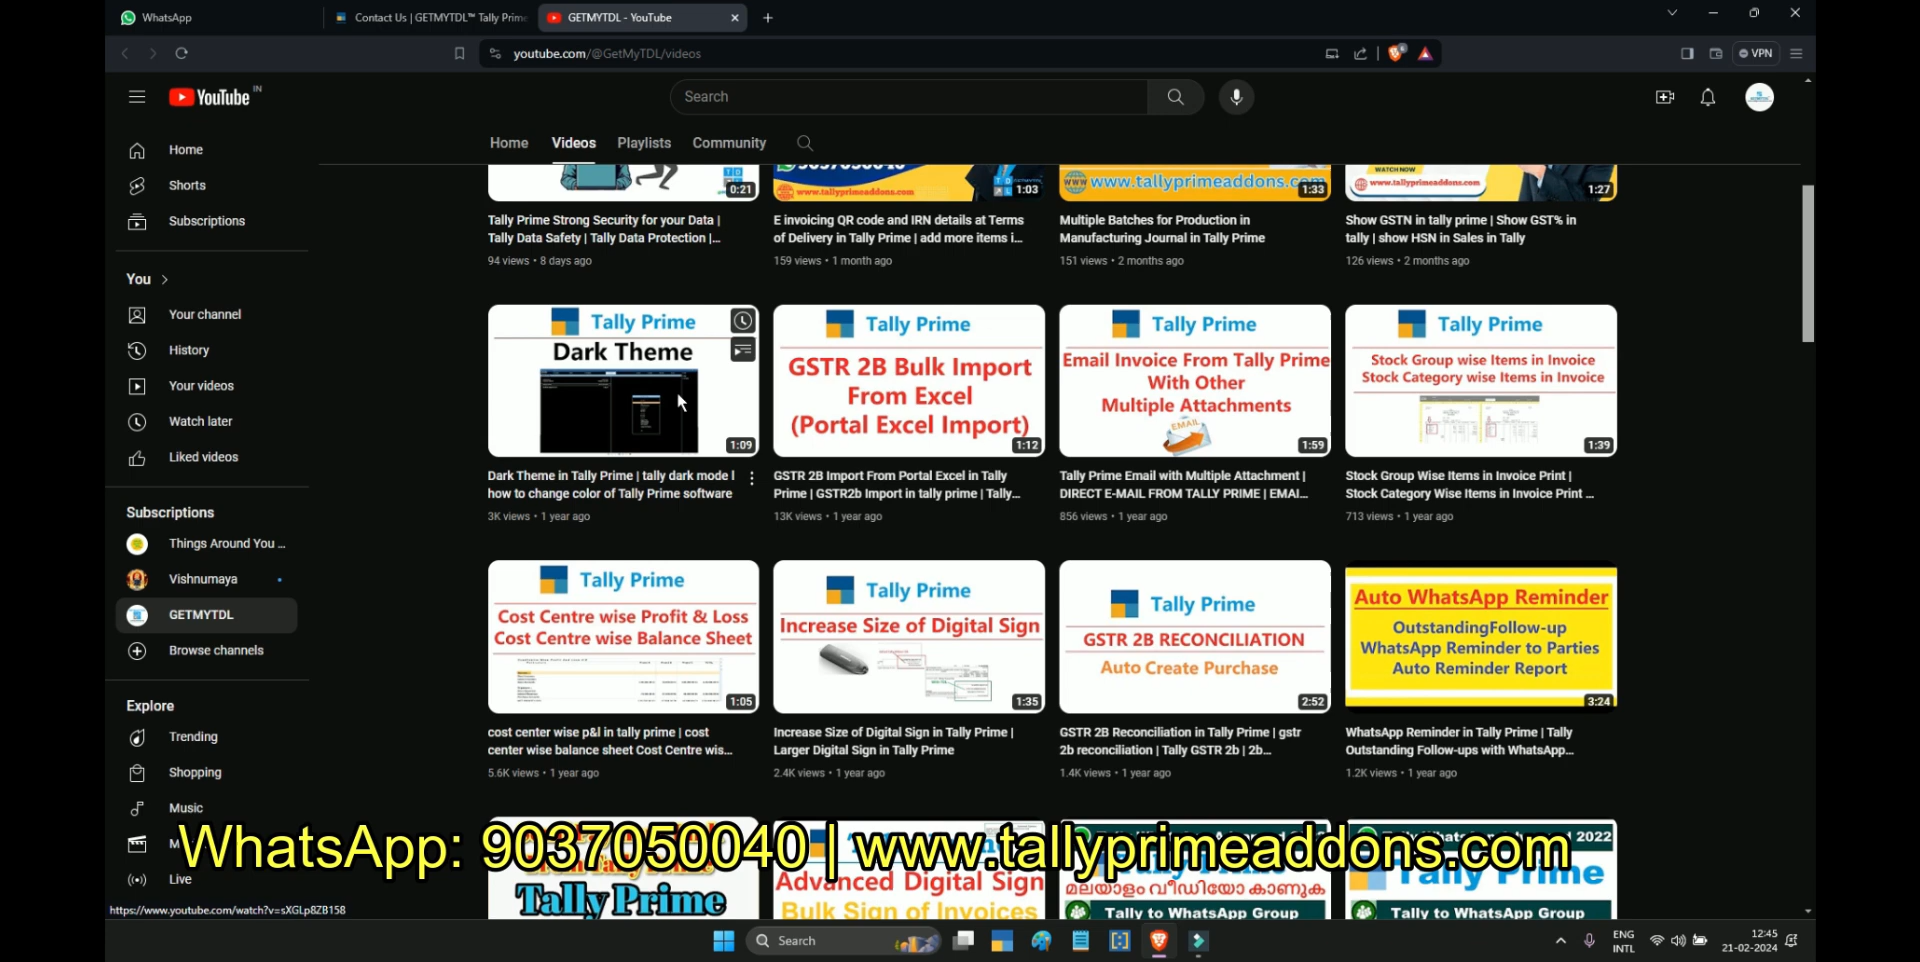 WhatsApp
Contact Us | GETMYTDL™ Tally Prime
GETMYTDL - YouTube
youtube.com/@GetMyTDL/videos
VPN
YouTube
IN
Search
Home
Videos
Playlists
Community
Home
Shorts
Subscriptions
You
Your channel
History
Your videos
Watch later
Liked videos
Subscriptions
Things Around You ...
Vishnumaya
GETMYTDL
Browse channels
Explore
Trending
Shopping
Music
Live
0:21
www.tallyprimeaddons.com
1:03
www.tallyprimeaddons.com
1:33
WATCH NOW
www.tallyprimeaddons.com
1:27
Tally Prime Strong Security for your Data |
Tally Data Safety | Tally Data Protection |...
94 views • 8 days ago
E invoicing QR code and IRN details at Terms
of Delivery in Tally Prime | add more items i...
159 views • 1 month ago
Multiple Batches for Production in
Manufacturing Journal in Tally Prime
151 views • 2 months ago
Show GSTN in tally prime | Show GST% in
tally | show HSN in Sales in Tally
126 views • 2 months ago
Tally Prime
Dark Theme
1:09
Tally Prime
GSTR 2B Bulk Import
From Excel
(Portal Excel Import)
1:12
Tally Prime
Email Invoice From Tally Prime
With Other
Multiple Attachments
EMAIL
1:59
Tally Prime
Stock Group wise Items in Invoice
Stock Category wise Items in Invoice
1:39
Dark Theme in Tally Prime | tally dark mode l
how to change color of Tally Prime software
3K views • 1 year ago
GSTR 2B Import From Portal Excel in Tally
Prime | GSTR2b Import in tally prime | Tally...
13K views • 1 year ago
Tally Prime Email with Multiple Attachment |
DIRECT E-MAIL FROM TALLY PRIME | EMAI...
856 views • 1 year ago
Stock Group Wise Items in Invoice Print |
Stock Category Wise Items in Invoice Print ...
713 views • 1 year ago
Tally Prime
Cost Centre wise Profit & Loss
Cost Centre wise Balance Sheet
1:05
Tally Prime
Increase Size of Digital Sign
1:35
Tally Prime
GSTR 2B RECONCILIATION
Auto Create Purchase
2:52
Auto WhatsApp Reminder
OutstandingFollow-up
WhatsApp Reminder to Parties
Auto Reminder Report
3:24
cost center wise p&l in tally prime | cost
center wise balance sheet Cost Centre wis...
5.6K views • 1 year ago
Increase Size of Digital Sign in Tally Prime |
Larger Digital Sign in Tally Prime
2.4K views • 1 year ago
GSTR 2B Reconciliation in Tally Prime | gstr
2b reconciliation | Tally GSTR 2b | 2b...
1.4K views • 1 year ago
WhatsApp Reminder in Tally Prime | Tally
Outstanding Follow-ups with WhatsApp...
1.2K views • 1 year ago
WhatsApp: 9037050040 | www.tallyprimeaddons.com
Tally Prime
Advanced Digital Sign
Bulk Sign of Invoices
മലയാളം വീഡിയോ കാണുക
Tally to WhatsApp Group
2022
Tally Prime
Tally to WhatsApp Group
https://www.youtube.com/watch?v=sXGLp8ZB158
Search
ENG
INTL
12:45
21-02-2024